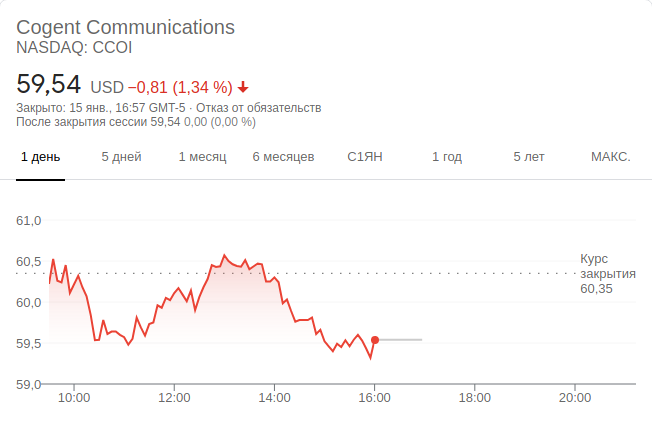 Cogent Communications
NASDAQ: CCOI
59,54 USD −0,81 (1,34 %)
Закрыто: 15 янв., 16:57 GMT-5 · Отказ от обязательств
После закрытия сессии 59,54 0,00 (0,00 %)
1 день 5 дней 1 месяц 6 месяцев С1ЯН 1 год 5 лет МАКС.
61,0
60,5
60,0
59,5
59,0
Курс
закрытия
60,35
10:00 12:00 14:00 16:00 18:00 20:00